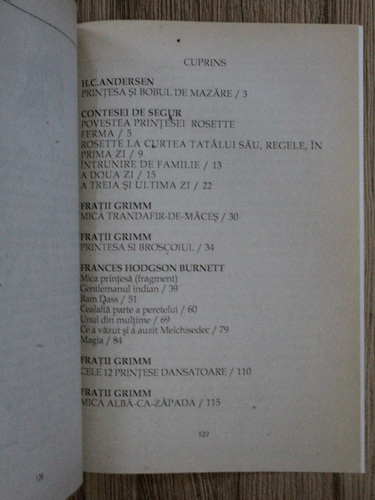 CUPRINS
H.C.ANDERSEN
PRINȚESA ȘI BOBUL DE MAZĂRE / 3
CONTESEI DE SEGUR
POVESTEA PRINȚESEI ROSETTE
FERMA / 5
ROSETTE LA CURTEA TATĂLUI SĂU, REGELE, ÎN
PRIMA ZI / 9
ÎNTRUNIRE DE FAMILIE / 13
A DOUA ZI / 15
A TREIA ȘI ULTIMA ZI / 22
FRAȚII GRIMM
MICA TRANDAFIR-DE-MĂCEȘ / 30
FRAȚII GRIMM
PRINȚESA SI BROSCOIUL / 34
FRANCES HODGSON BURNETT
Mica prințesă (fragment)
Gentlemanul indian / 39
Ram Dass / 51
Cealaltă parte a peretelui / 60
Unul din mulțime / 69
Ce a văzut și a auzit Melchisedec / 79
Magia / 84
FRAȚII GRIMM
CELE 12 PRINȚESE DANSATOARE / 110
FRAȚII GRIMM
MICA ALBĂ-CA-ZĂPADA / 115
127